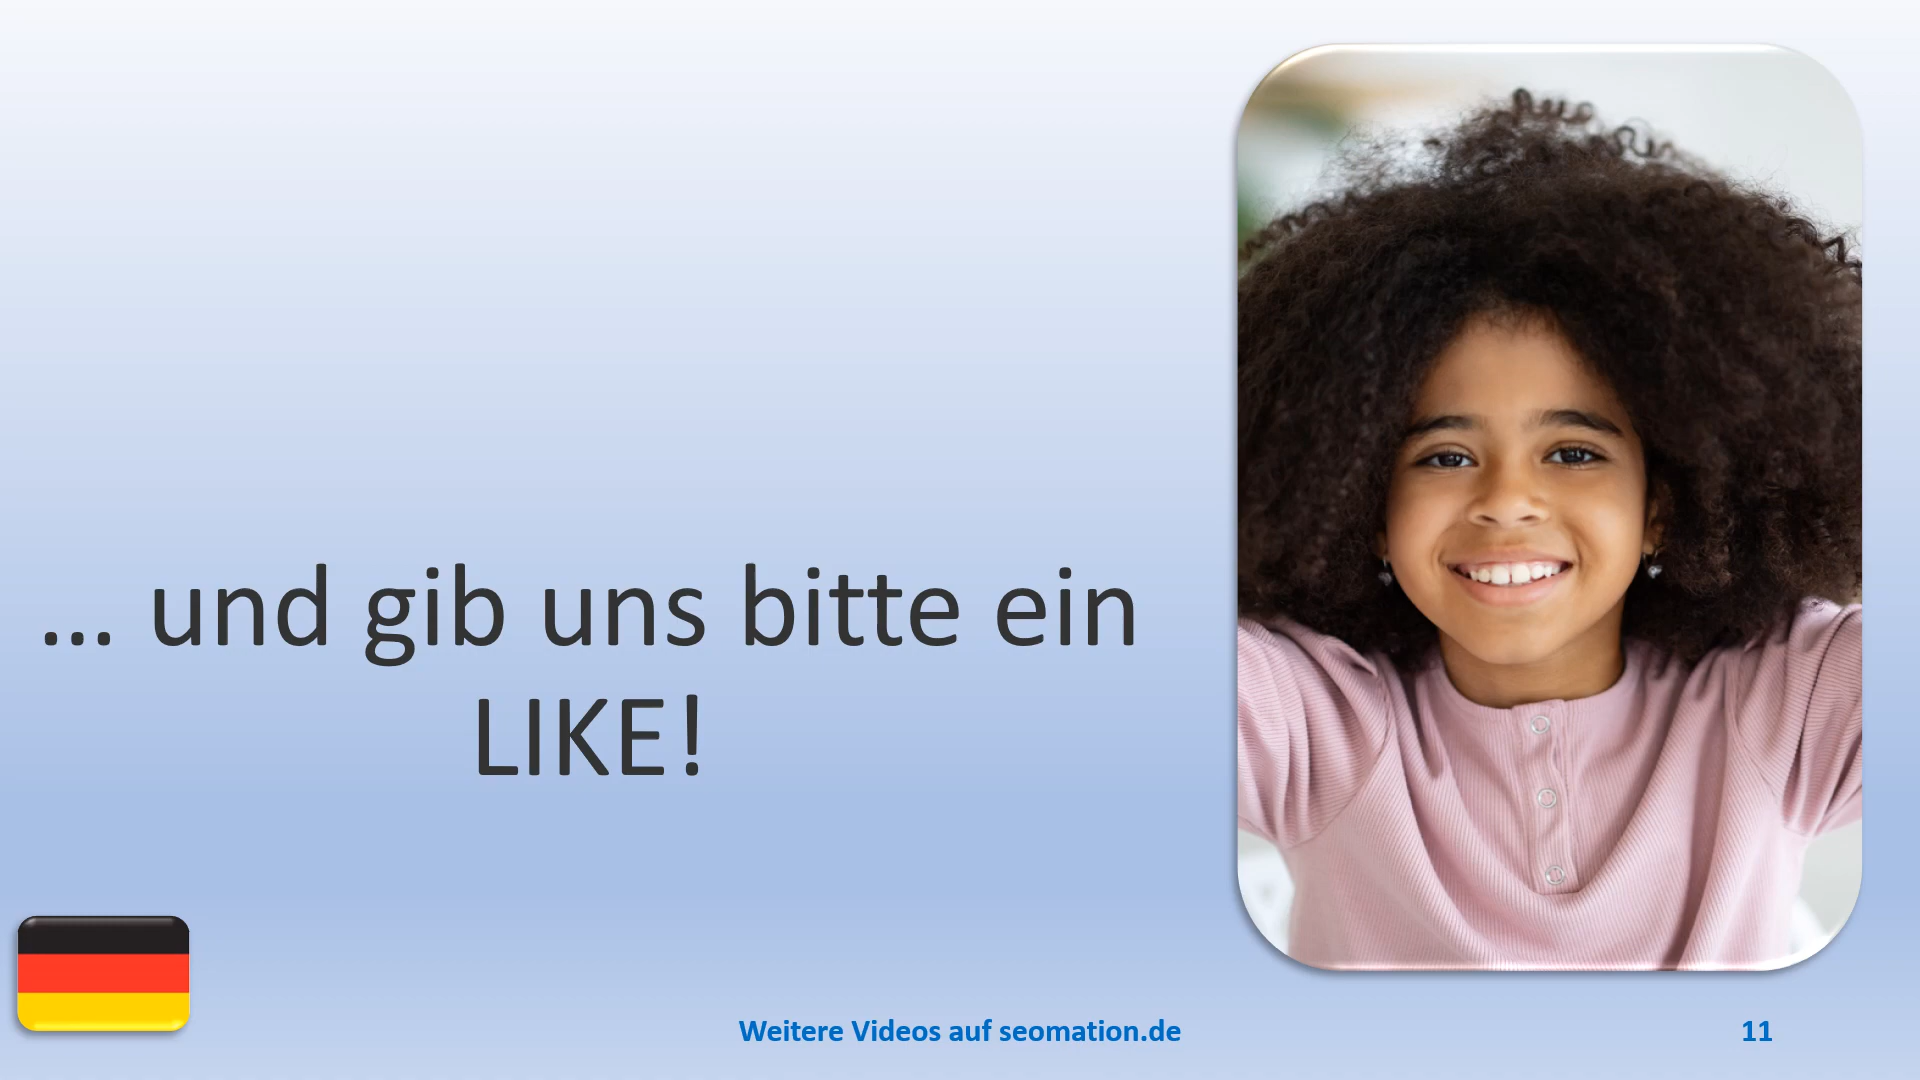 ... und gib uns bitte ein
LIKE!
Weitere Videos auf seomation.de
11